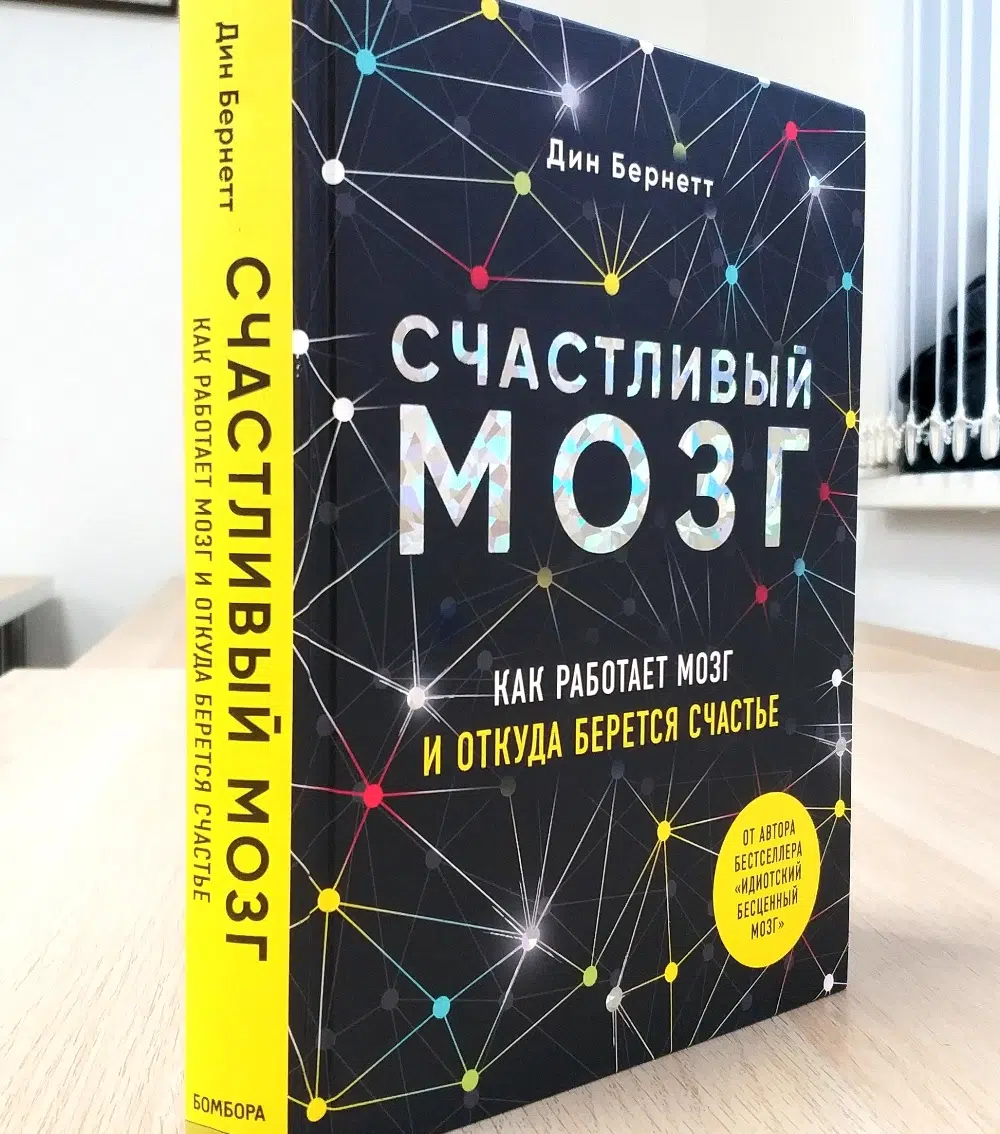 Дин Бернетт
СЧАСТЛИВЫЙ МОЗГ
КАК РАБОТАЕТ МОЗГ И ОТКУДА БЕРЕТСЯ СЧАСТЬЕ
БОМБОРА
Дин Бернетт
СЧАСТЛИВЫЙ
МОЗГ
КАК РАБОТАЕТ МОЗГ
И ОТКУДА БЕРЕТСЯ СЧАСТЬЕ
ОТ АВТОРА
БЕСТСЕЛЛЕРА
«ИДИОТСКИЙ
БЕСЦЕННЫЙ
МОЗГ»